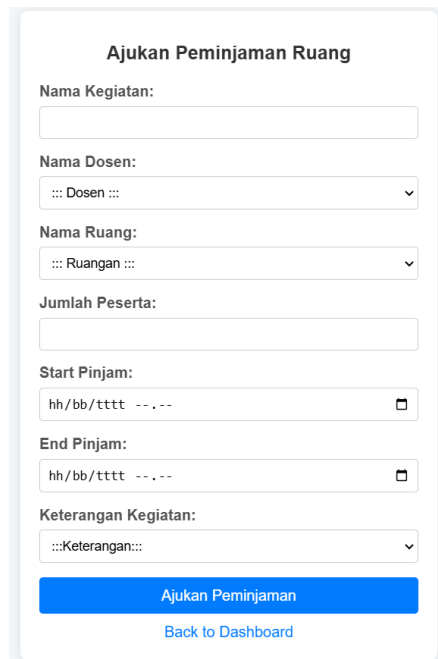 Ajukan Peminjaman Ruang
Nama Kegiatan:
Nama Dosen:
::: Dosen :::
Nama Ruang:
::: Ruangan :::
Jumlah Peserta:
Start Pinjam:
hh/bb/tttt --.--
End Pinjam:
hh/bb/tttt --.--
Keterangan Kegiatan:
:::Keterangan:::
Ajukan Peminjaman
Back to Dashboard